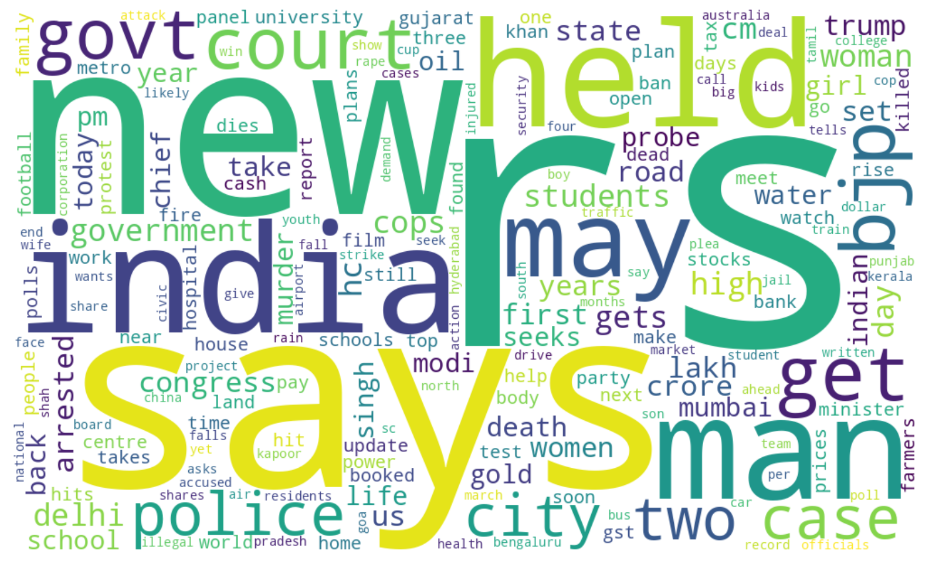 attack
panel university
cm
family
govt
court
gujarat
three
one
khan
state
australia
deal
tax
trump
cup
win
show
rape
oil
plan
days
tamil
college
woman
metro
year
likely
cases
plans
ban
open
call
big
kids
girl
cop
killed
new
held
rs
security
injured
go
set
football
corporation
pm
today
protest
chief
dies
take
cash
report
demand
found
four
probe
dead
road
boy
tells
bjp
meet
water
rise
fire
youth
students
traffic
watch
dollar
train
end
wife
government
cops
film
fall
seek
strike
india
may
say
plea
stocks
punjab
kerala
work
wants
polls
share
civic
hospital
give
murder
airport
hc
still
hyderabad
south
high
jail
bank
years
months
indian
day
near
house
rain
schools
top
action
first
seeks
gets
make
market
student
written
face
people
shah
arrested
project
china
congress
land
pay
singh
modi
north
drive
help
body
party
next
lakh
crore
ahead
get
says
man
national
back
board
centre
takes
time
falls
yet
asks
accused
hit
kapoor
sc
update
power
booked
death
test
women
gold
son
mumbai
minister
team
per
prices
farmers
hits
delhi
school
shares
air
residents
police
life
us
goa
march
soon
city
bus
gst
two
car
poll
case
illegal
world
pradesh
home
health
bengaluru
record
officials